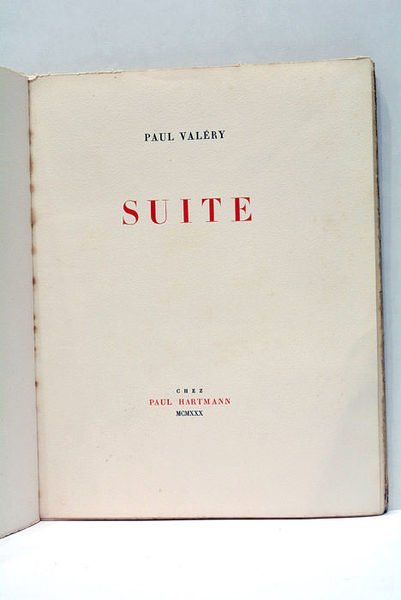 PAUL VALÉRY
SUITE
CHEZ
PAUL HARTMANN
MCMXXX